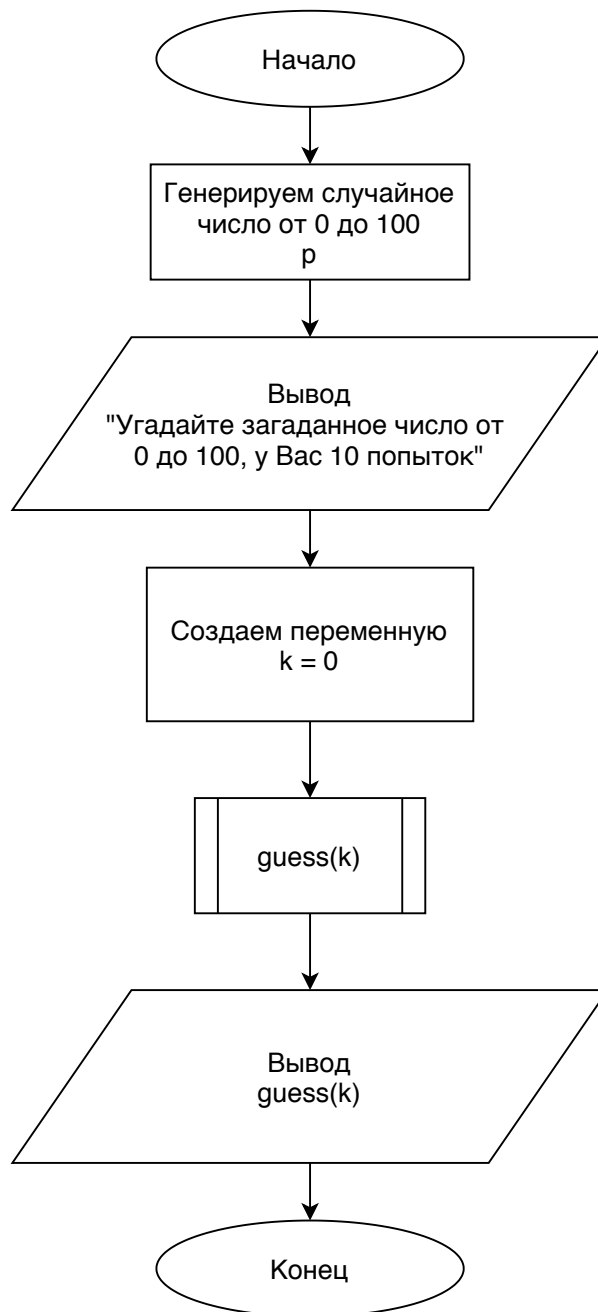 Начало
Генерируем случайное
число от 0 до 100
p
Вывод
"Угадайте загаданное число от
0 до 100, у Вас 10 попыток"
Создаем переменную
k = 0
guess(k)
Вывод
guess(k)
Конец